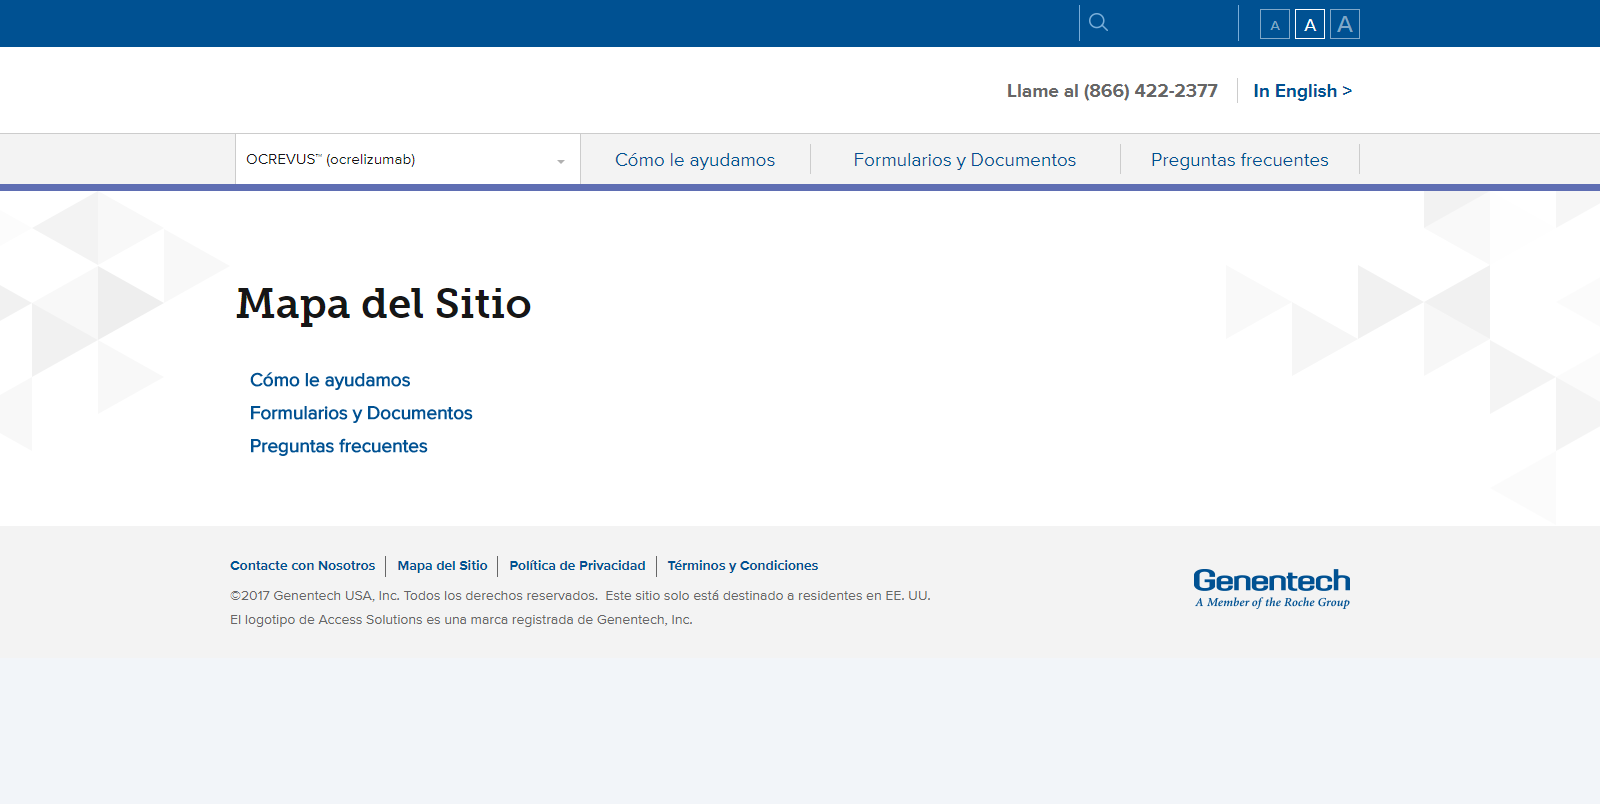 A A A
Llame al (866) 422-2377 In English >
OCREVUS™ (ocrelizumab) Cómo le ayudamos Formularios y Documentos Preguntas frecuentes
Mapa del Sitio
Cómo le ayudamos
Formularios y Documentos
Preguntas frecuentes
Contacte con Nosotros Mapa del Sitio Política de Privacidad Términos y Condiciones
©2017 Genentech USA, Inc. Todos los derechos reservados. Este sitio solo está destinado a residentes en EE. UU.
El logotipo de Access Solutions es una marca registrada de Genentech, Inc.
Genentech
A Member of the Roche Group